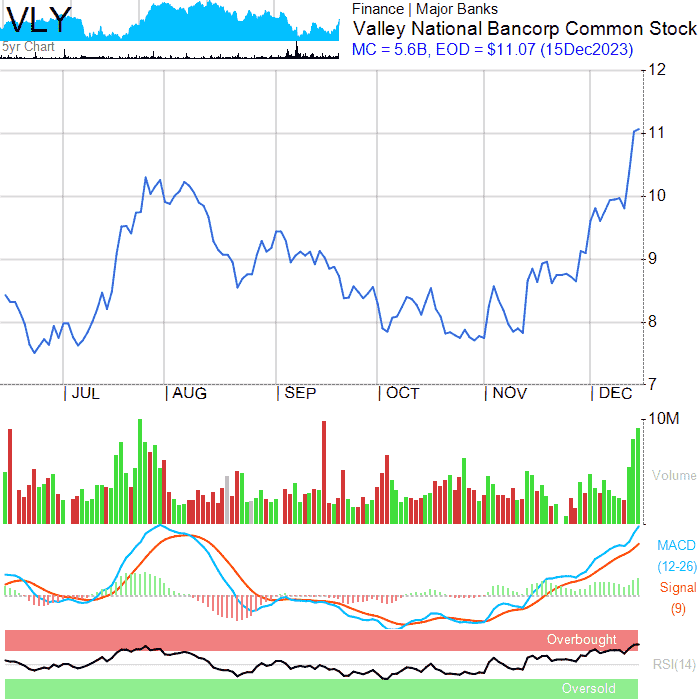 VLY
5yr Chart
Finance | Major Banks
Valley National Bancorp Common Stock
MC = 5.6B, EOD = $11.07 (15Dec2023)
12
11
10
9
8
7
| JUL | AUG | SEP | OCT | NOV | DEC
10M
Volume
MACD
(12-26)
Signal
(9)
Overbought
RSI(14)
Oversold